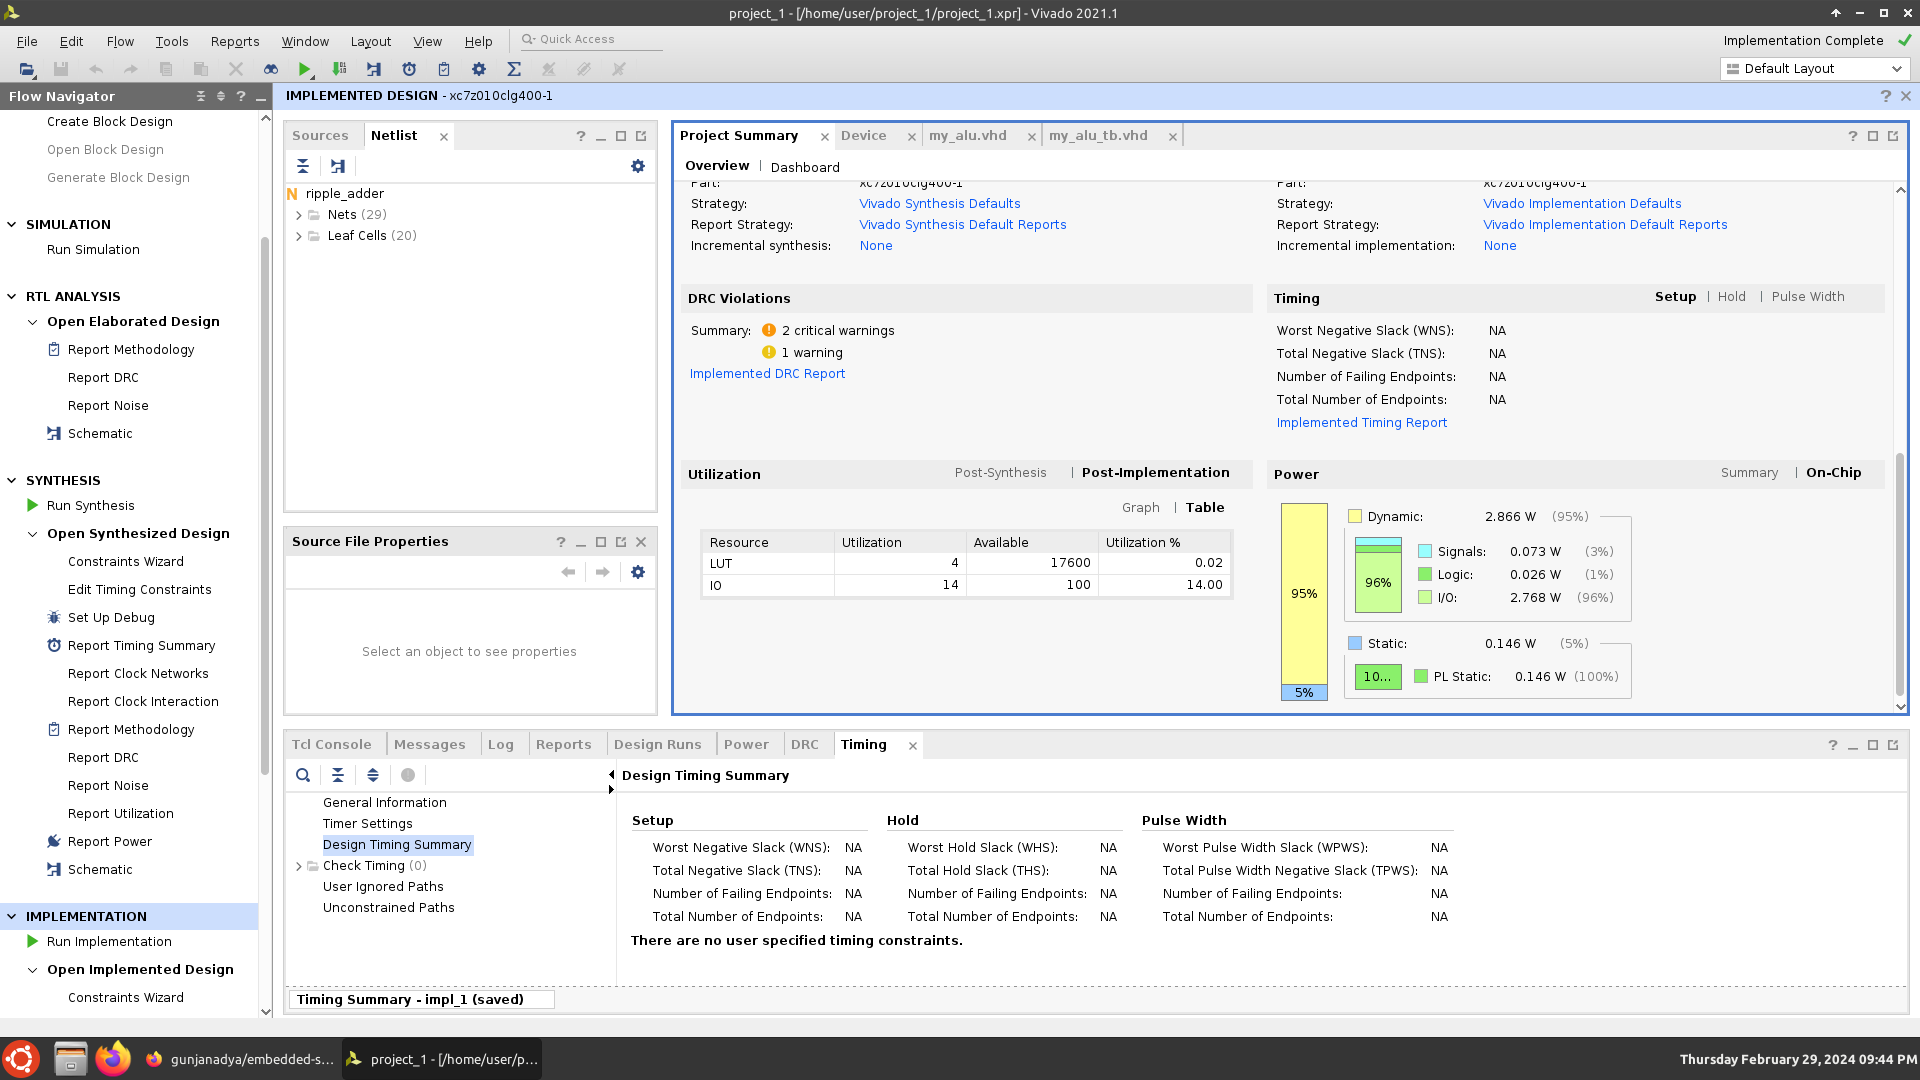 project_1 - [/home/user/project_1/project_1.xpr] - Vivado 2021.1
File Edit Flow Tools Reports Window Layout View Help Quick Access
Implementation Complete
Default Layout
Flow Navigator
Create Block Design
Open Block Design
Generate Block Design
SIMULATION
Run Simulation
RTL ANALYSIS
Open Elaborated Design
Report Methodology
Report DRC
Report Noise
Schematic
SYNTHESIS
Run Synthesis
Open Synthesized Design
Constraints Wizard
Edit Timing Constraints
Set Up Debug
Report Timing Summary
Report Clock Networks
Report Clock Interaction
Report Methodology
Report DRC
Report Noise
Report Utilization
Report Power
Schematic
IMPLEMENTATION
Run Implementation
Open Implemented Design
Constraints Wizard
IMPLEMENTED DESIGN - xc7z010clg400-1
Sources Netlist
N ripple_adder
Nets (29)
Leaf Cells (20)
Source File Properties
Select an object to see properties
Project Summary Device my_alu.vhd my_alu_tb.vhd
Overview | Dashboard
Part: xc7z010clg400-1
Strategy: Vivado Synthesis Defaults
Report Strategy: Vivado Synthesis Default Reports
Incremental synthesis: None
Part: xc7z010clg400-1
Strategy: Vivado Implementation Defaults
Report Strategy: Vivado Implementation Default Reports
Incremental implementation: None
DRC Violations
Summary: 2 critical warnings
1 warning
Implemented DRC Report
Timing Setup | Hold | Pulse Width
Worst Negative Slack (WNS): NA
Total Negative Slack (TNS): NA
Number of Failing Endpoints: NA
Total Number of Endpoints: NA
Implemented Timing Report
Utilization Post-Synthesis | Post-Implementation
Graph | Table
Resource Utilization Available Utilization %
LUT 4 17600 0.02
IO 14 100 14.00
Power Summary | On-Chip
95%
5%
Dynamic: 2.866 W (95%)
96%
Signals: 0.073 W (3%)
Logic: 0.026 W (1%)
I/O: 2.768 W (96%)
Static: 0.146 W (5%)
10...
PL Static: 0.146 W (100%)
Tcl Console Messages Log Reports Design Runs Power DRC Timing
General Information
Timer Settings
Design Timing Summary
Check Timing (0)
User Ignored Paths
Unconstrained Paths
Design Timing Summary
Setup
Worst Negative Slack (WNS): NA
Total Negative Slack (TNS): NA
Number of Failing Endpoints: NA
Total Number of Endpoints: NA
Hold
Worst Hold Slack (WHS): NA
Total Hold Slack (THS): NA
Number of Failing Endpoints: NA
Total Number of Endpoints: NA
Pulse Width
Worst Pulse Width Slack (WPWS): NA
Total Pulse Width Negative Slack (TPWS): NA
Number of Failing Endpoints: NA
Total Number of Endpoints: NA
There are no user specified timing constraints.
Timing Summary - impl_1 (saved)
gunjanadya/embedded-s...
project_1 - [/home/user/p...
Thursday February 29, 2024 09:44 PM